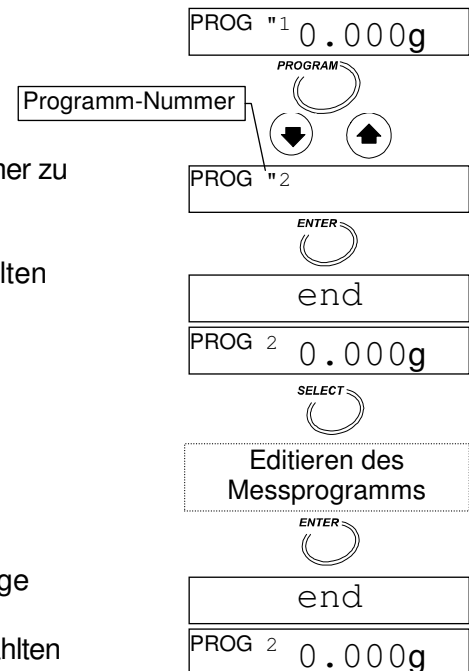 PROG "1 0.000g
PROGRAM
Programm-Nummer
er zu
PROG "2
ENTER
lten
end
PROG 2 0.000g
SELECT
Editieren des
Messprogramms
ENTER
ge
end
hlten
PROG 2 0.000g